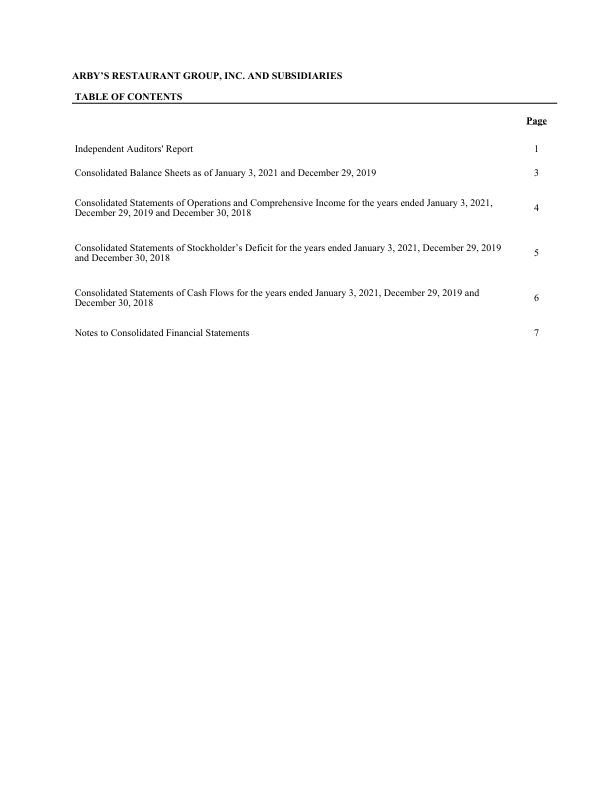 ARBY’S RESTAURANT GROUP, INC. AND SUBSIDIARIES
TABLE OF CONTENTS
Page
Independent Auditors' Report 1
Consolidated Balance Sheets as of January 3, 2021 and December 29, 2019 3
Consolidated Statements of Operations and Comprehensive Income for the years ended January 3, 2021,
December 29, 2019 and December 30, 2018 4
Consolidated Statements of Stockholder’s Deficit for the years ended January 3, 2021, December 29, 2019
and December 30, 2018 5
Consolidated Statements of Cash Flows for the years ended January 3, 2021, December 29, 2019 and
December 30, 2018 6
Notes to Consolidated Financial Statements 7